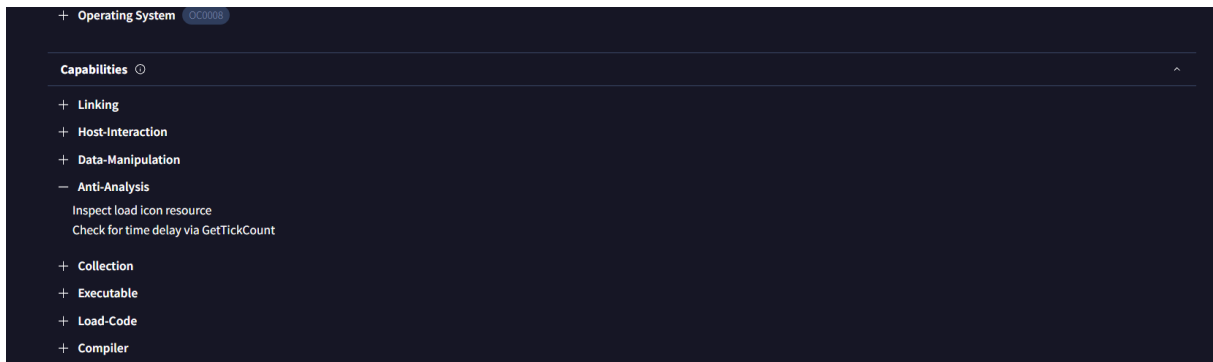 Operating System OC0008
Capabilities
Linking
Host-Interaction
Data-Manipulation
Anti-Analysis
Inspect load icon resource
Check for time delay via GetTickCount
Collection
Executable
Load-Code
Compiler